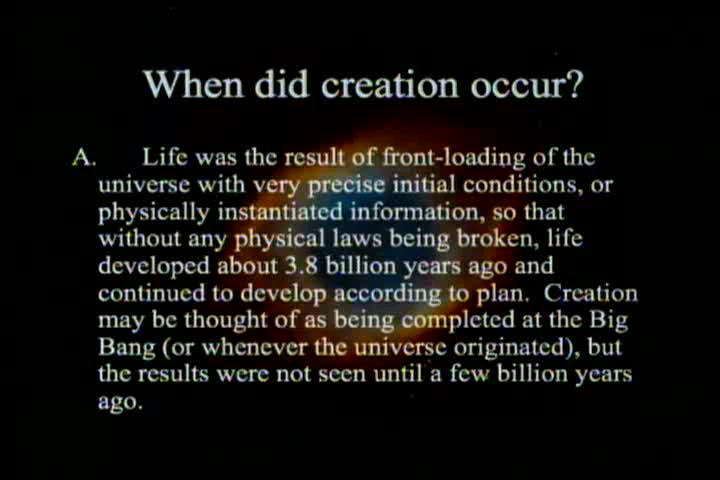 When did creation occur?
A. Life was the result of front-loading of the
universe with very precise initial conditions, or
physically instantiated information, so that
without any physical laws being broken, life
developed about 3.8 billion years ago and
continued to develop according to plan. Creation
may be thought of as being completed at the Big
Bang (or whenever the universe originated), but
the results were not seen until a few billion years
ago.